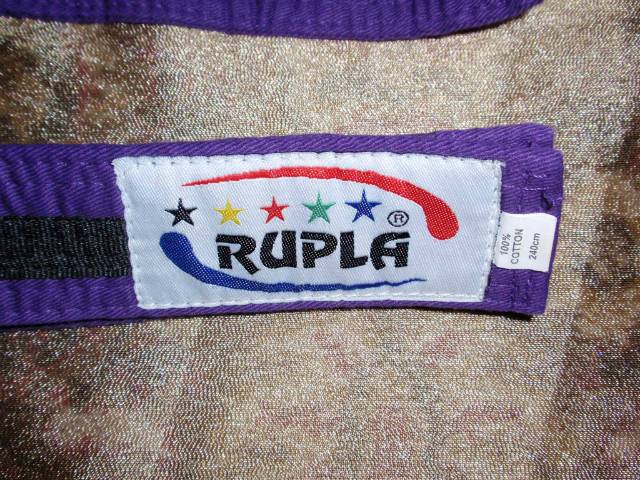 RUPLA ®
100%
COTTON
240cm